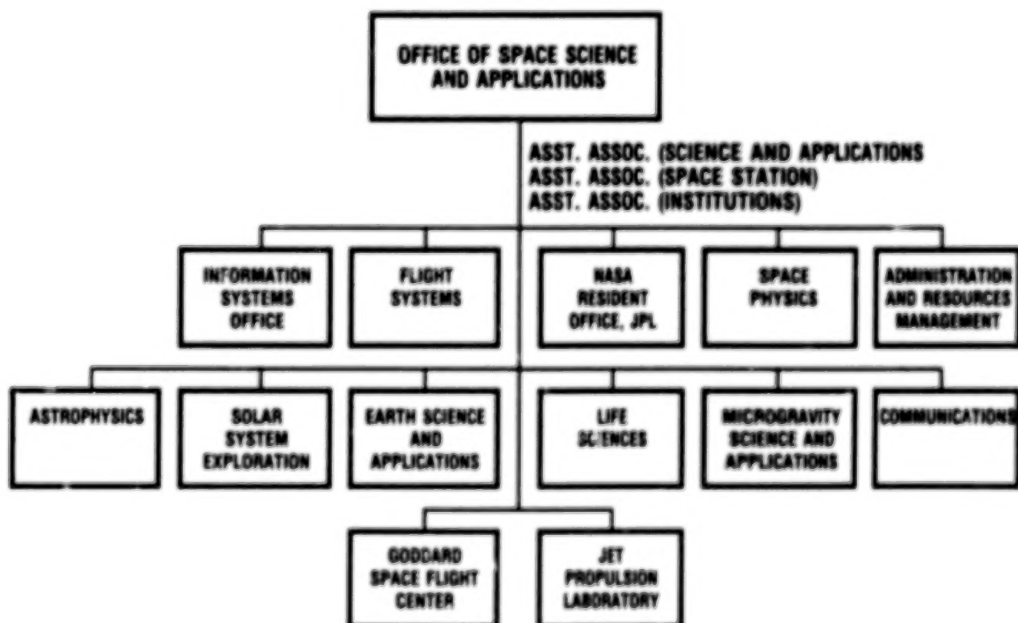 OFFICE OF SPACE SCIENCE
AND APPLICATIONS
ASST. ASSOC. (SCIENCE AND APPLICATIONS
ASST. ASSOC. (SPACE STATION)
ASST. ASSOC. (INSTITUTIONS)
INFORMATION
SYSTEMS
OFFICE
FLIGHT
SYSTEMS
NASA
RESIDENT
OFFICE, JPL
SPACE
PHYSICS
ADMINISTRATION
AND RESOURCES
MANAGEMENT
ASTROPHYSICS
SOLAR
SYSTEM
EXPLORATION
EARTH SCIENCE
AND
APPLICATIONS
LIFE
SCIENCES
MICROGRAVITY
SCIENCE AND
APPLICATIONS
COMMUNICATIONS
GODDARD
SPACE FLIGHT
CENTER
JET
PROPULSION
LABORATORY